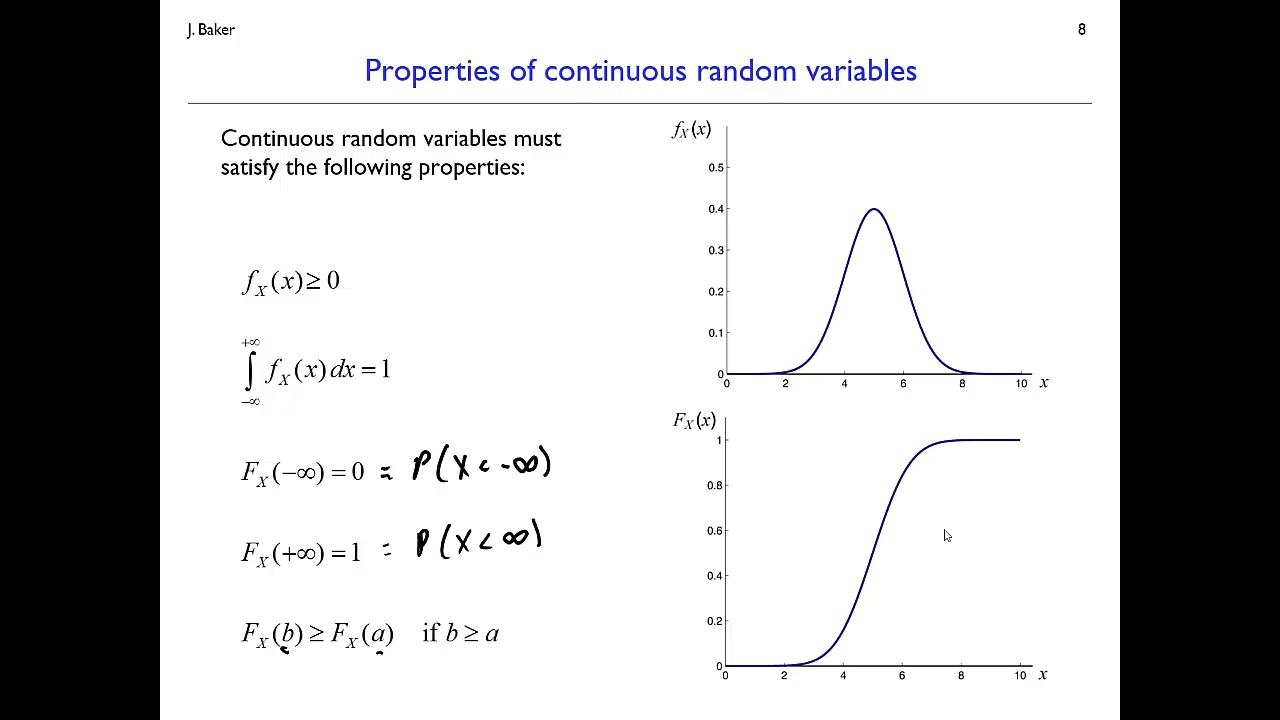 J. Baker
8
Properties of continuous random variables
Continuous random variables must
satisfy the following properties:
f_X(x) ≥ 0
∫_{−∞}^{+∞} f_X(x) dx = 1
F_X(−∞) = 0 = P(X < -∞)
F_X(+∞) = 1 = P(X < ∞)
F_X(b) ≥ F_X(a) if b ≥ a
f_X(x)
0.5
0.4
0.3
0.2
0.1
0
0 2 4 6 8 10 x
F_X(x)
1
0.8
0.6
0.4
0.2
0
0 2 4 6 8 10 x